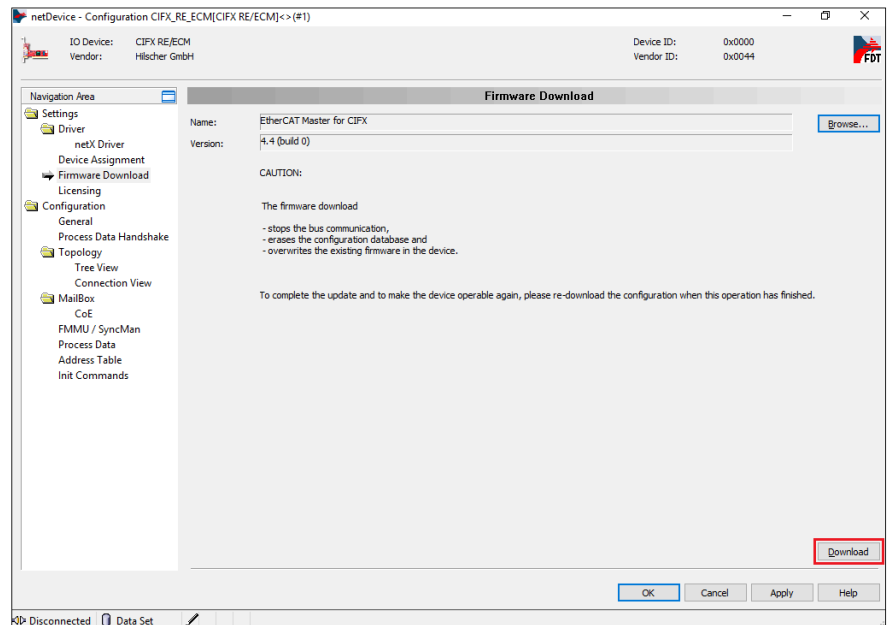 netDevice - Configuration CIFX_RE_ECM[CIFX RE/ECM]<>(#1)
IO Device: CIFX RE/ECM Device ID: 0x0000
Vendor: Hilscher GmbH Vendor ID: 0x0044
FDT
Navigation Area
Settings
Driver
netX Driver
Device Assignment
Firmware Download
Licensing
Configuration
General
Process Data Handshake
Topology
Tree View
Connection View
MailBox
CoE
FMMU / SyncMan
Process Data
Address Table
Init Commands
Firmware Download
Name: EtherCAT Master for CIFX Browse...
Version: 4.4 (build 0)
CAUTION:
The firmware download
- stops the bus communication,
- erases the configuration database and
- overwrites the existing firmware in the device.
To complete the update and to make the device operable again, please re-download the configuration when this operation has finished.
Download
OK Cancel Apply Help
Disconnected Data Set